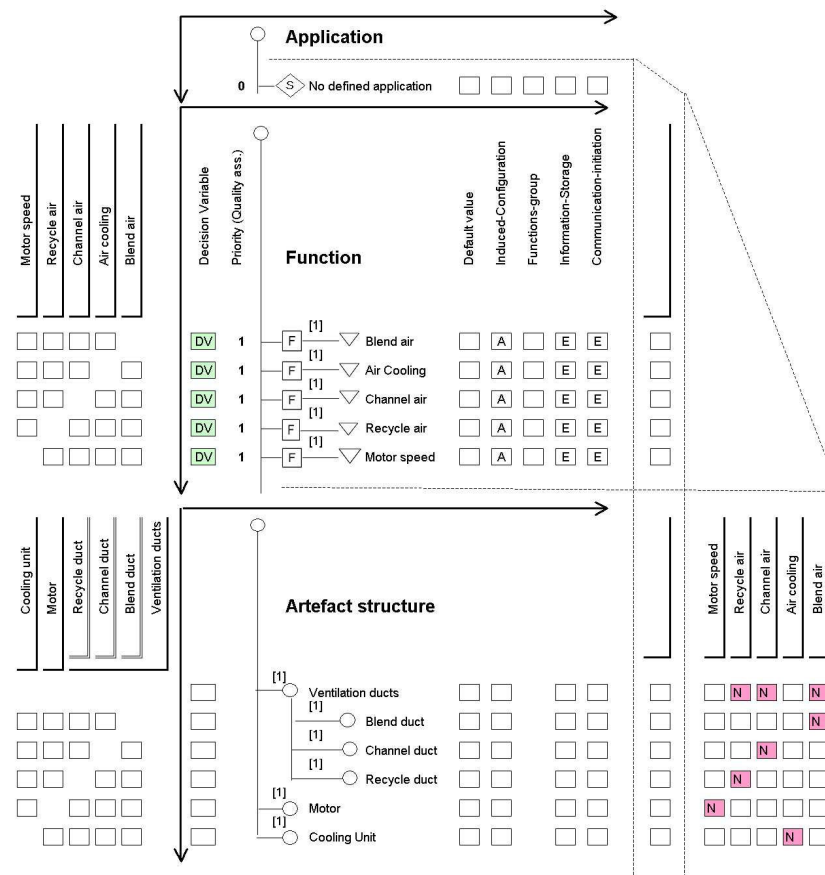 Application
0 S No defined application
Motor speed
Recycle air
Channel air
Air cooling
Blend air
Decision Variable
Priority (Quality ass.)
Function
Default value
Induced-Configuration
Functions-group
Information-Storage
Communication-initiation
DV 1 F [1] Blend air A E E
DV 1 F [1] Air Cooling A E E
DV 1 F [1] Channel air A E E
DV 1 F [1] Recycle air A E E
DV 1 F [1] Motor speed A E E
Cooling unit
Motor
Recycle duct
Channel duct
Blend duct
Ventilation ducts
Artefact structure
Motor speed
Recycle air
Channel air
Air cooling
Blend air
[1] Ventilation ducts N N N
[1] Blend duct N
[1] Channel duct N
[1] Recycle duct N
[1] Motor N
[1] Cooling Unit N